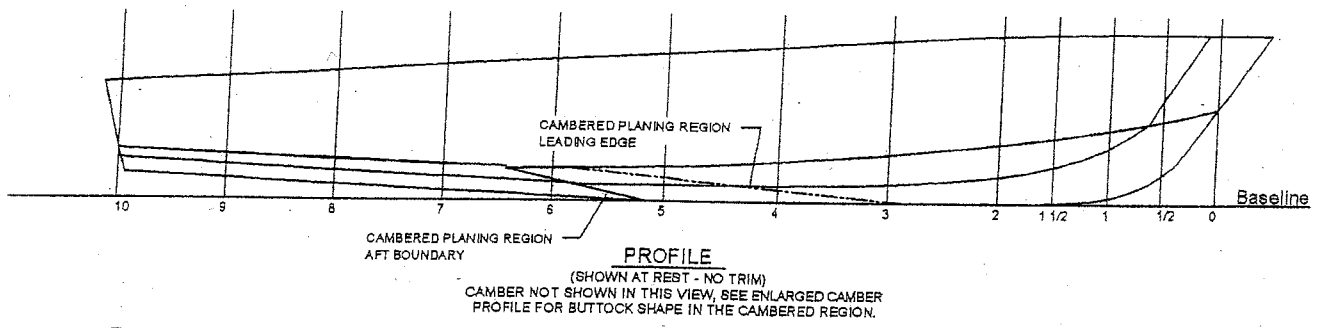 CAMBERED PLANING REGION
LEADING EDGE
Baseline
10 9 8 7 6 5 4 3 2 1 1/2 1 1/2 0
CAMBERED PLANING REGION
AFT BOUNDARY
PROFILE
(SHOWN AT REST - NO TRIM)
CAMBER NOT SHOWN IN THIS VIEW, SEE ENLARGED CAMBER
PROFILE FOR BUTTOCK SHAPE IN THE CAMBERED REGION.